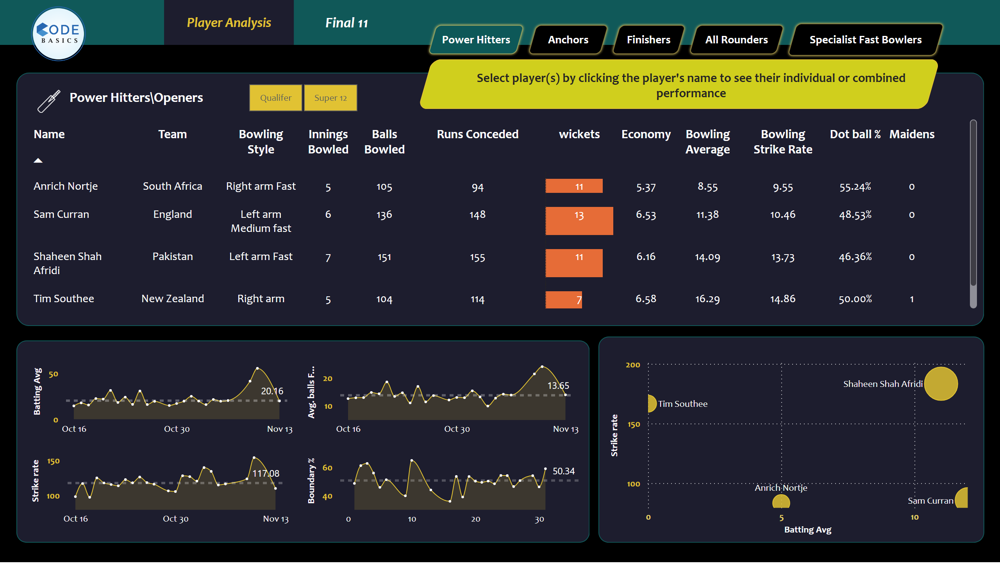 CODE
BASICS
Player Analysis
Final 11
Power Hitters
Anchors
Finishers
All Rounders
Specialist Fast Bowlers
Select player(s) by clicking the player's name to see their individual or combined
performance
Power Hitters\Openers
Qualifer
Super 12
Name Team Bowling Innings Balls Runs Conceded wickets Economy Bowling Bowling Dot ball % Maidens
Style Bowled Bowled Average Strike Rate
Anrich Nortje South Africa Right arm Fast 5 105 94 11 5.37 8.55 9.55 55.24% 0
Sam Curran England Left arm 6 136 148 13 6.53 11.38 10.46 48.53% 0
Medium fast
Shaheen Shah Pakistan Left arm Fast 7 151 155 11 6.16 14.09 13.73 46.36% 0
Afridi
Tim Southee New Zealand Right arm 5 104 114 7 6.58 16.29 14.86 50.00% 1
Batting Avg
50
0
20.16
Oct 16 Oct 30 Nov 13
Avg. balls F...
20
10
13.65
Oct 16 Oct 30 Nov 13
Strike rate
150
100
117.08
Oct 16 Oct 30 Nov 13
Boundary %
60
40
50.34
0 10 20 30
Strike rate
200
150
100
Shaheen Shah Afridi
Tim Southee
Anrich Nortje
Sam Curran
0 5 10
Batting Avg